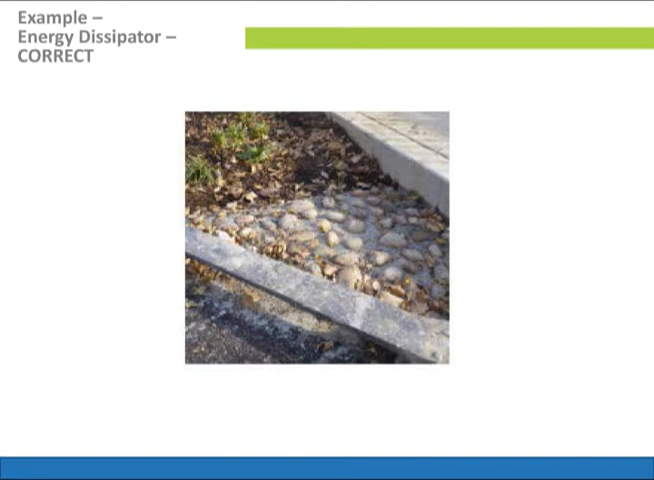 Example –
Energy Dissipator –
CORRECT